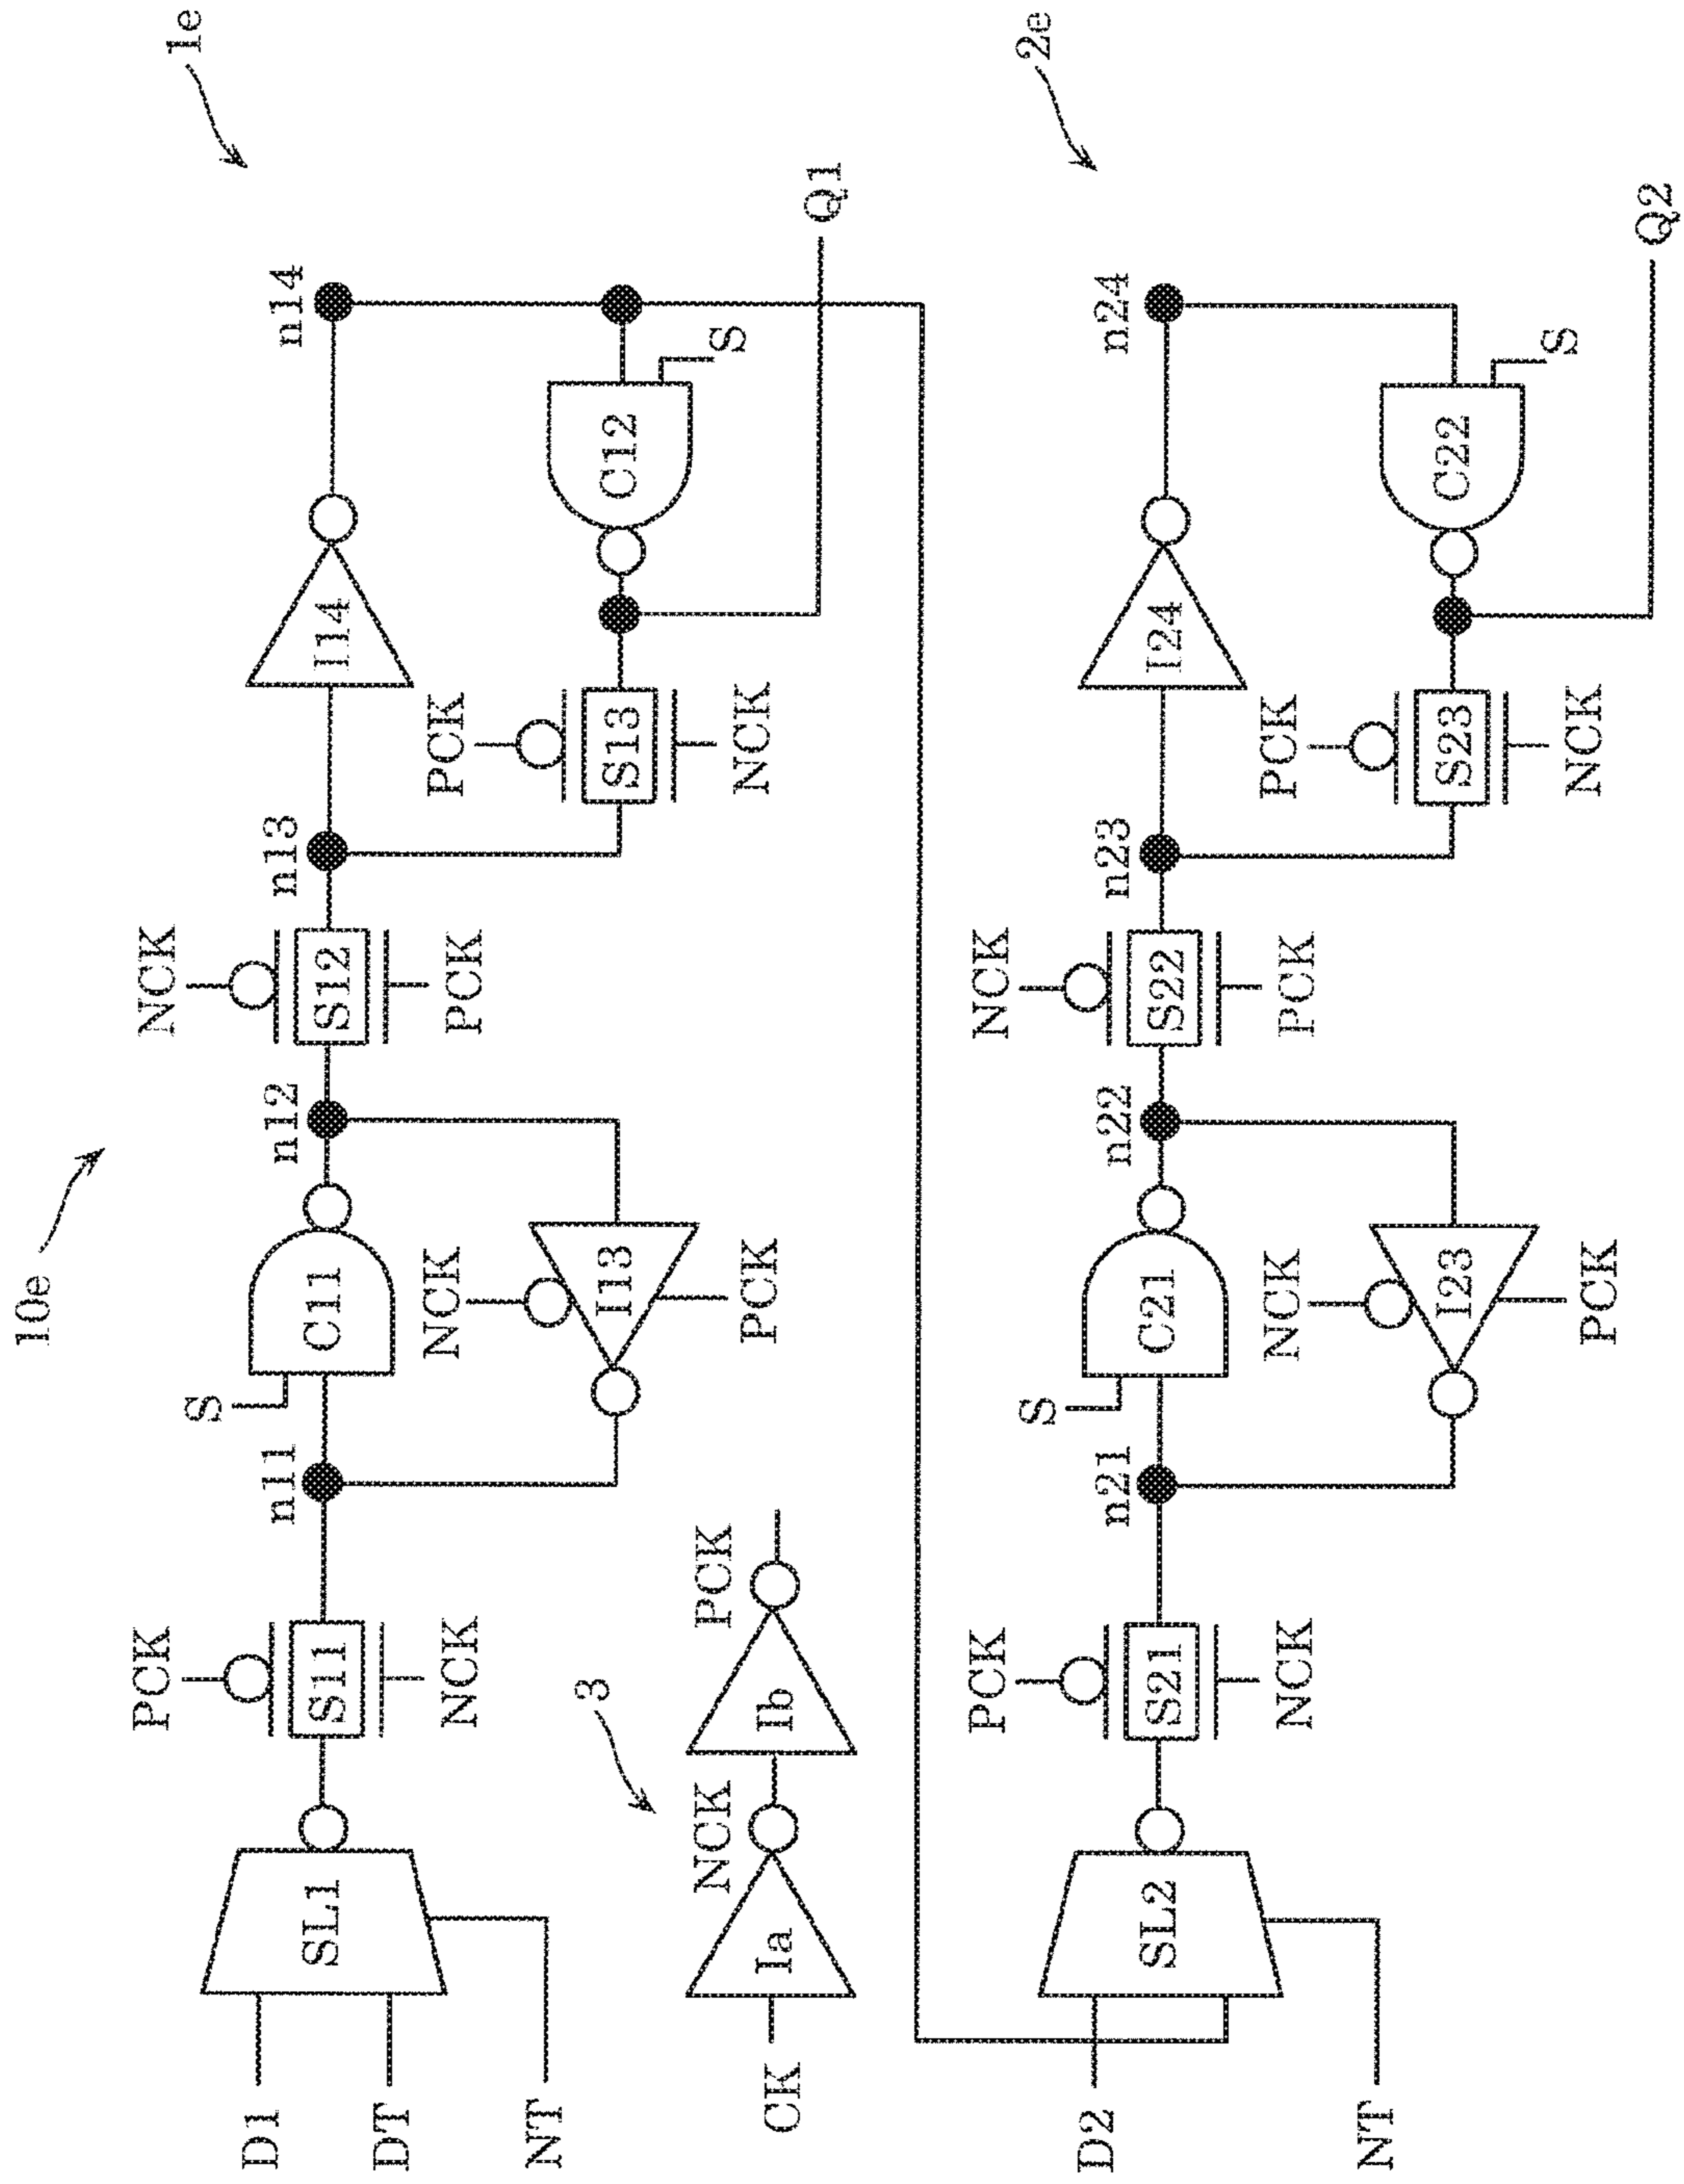 10e
1e
D1
DT
NT
SL1
PCK
S11
NCK
n11
S
C11
n12
NCK
I13
PCK
NCK
S12
PCK
n13
I14
n14
PCK
S13
NCK
C12
S
Q1
3
CK
Ia
NCK
Ib
PCK
2e
D2
NT
SL2
PCK
S21
NCK
n21
S
C21
n22
NCK
I23
PCK
NCK
S22
PCK
n23
I24
n24
PCK
S23
NCK
C22
S
Q2